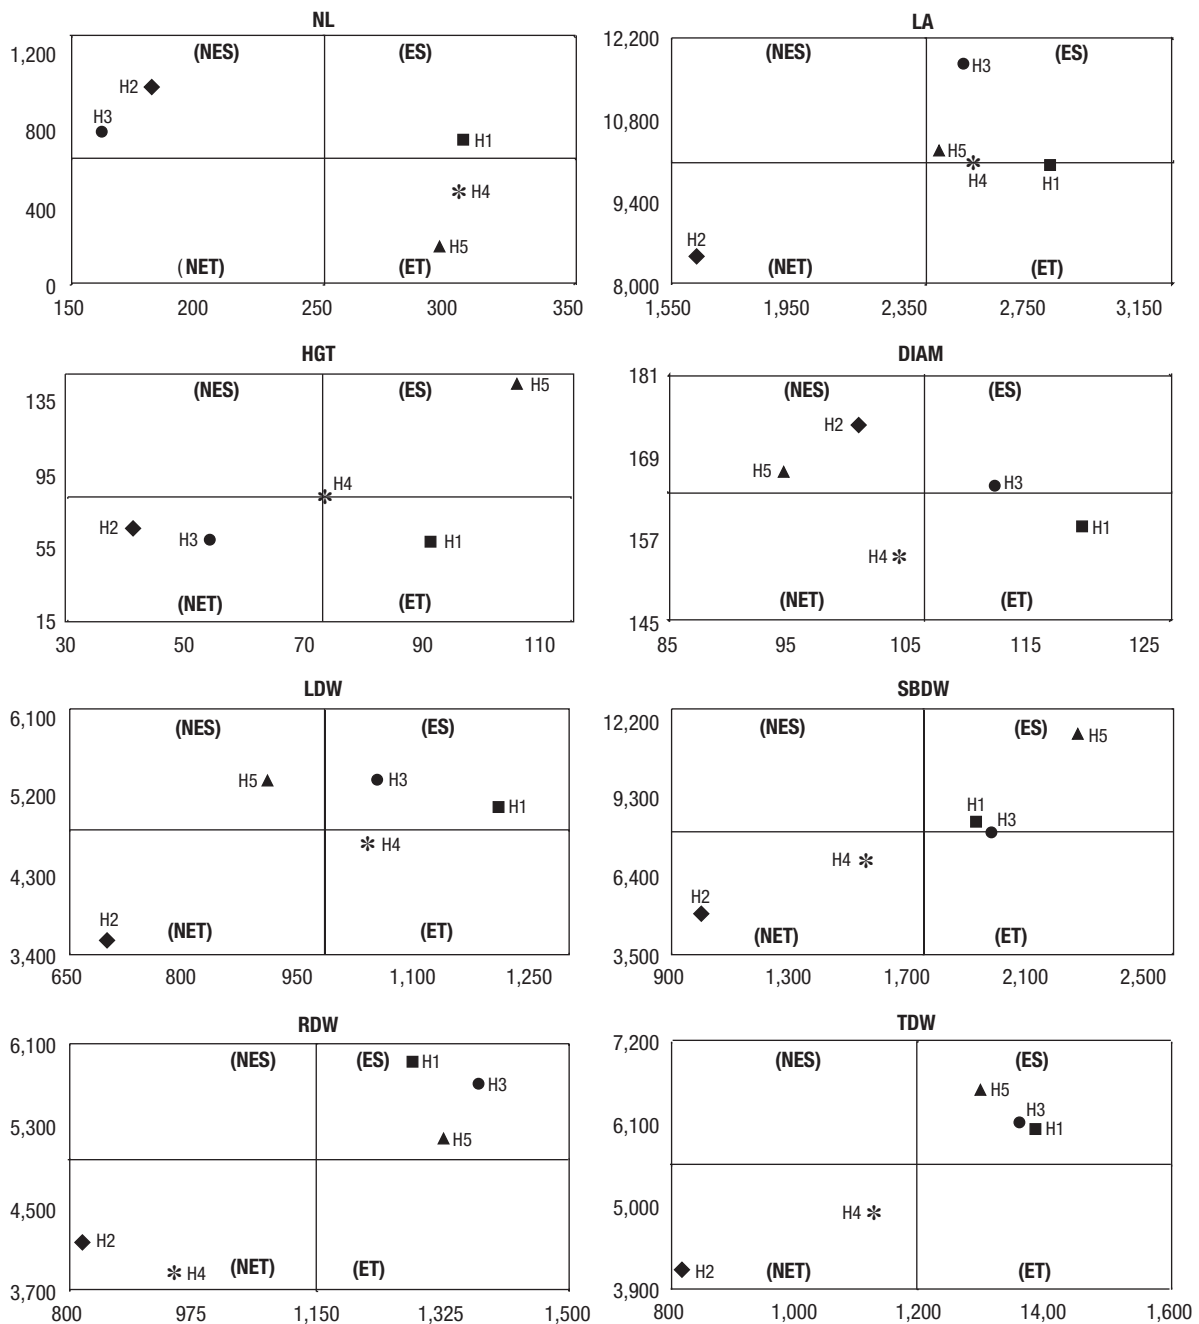 NL
1,200
(NES)
(ES)
H2
H3
800
H1
H4
400
H5
(NET)
(ET)
0
150 200 250 300 350
LA
12,200
(NES)
(ES)
H3
10,800
H5
H4
H1
9,400
H2
(NET)
(ET)
8,000
1,550 1,950 2,350 2,750 3,150
HGT
(NES)
(ES)
H5
135
95
H4
H2
H3
H1
55
(NET)
(ET)
15
30 50 70 90 110
DIAM
181
(NES)
(ES)
H2
169
H5
H3
157
H1
H4
(NET)
(ET)
145
85 95 105 115 125
LDW
6,100
(NES)
(ES)
H5
H3
5,200
H1
H4
4,300
H2
(NET)
(ET)
3,400
650 800 950 1,100 1,250
SBDW
12,200
(NES)
(ES)
H5
9,300
H1
H3
H4
6,400
H2
(NET)
(ET)
3,500
900 1,300 1,700 2,100 2,500
RDW
6,100
(NES)
(ES)
H1
H3
5,300
H5
4,500
H2
H4
(NET)
(ET)
3,700
800 975 1,150 1,325 1,500
TDW
7,200
(NES)
(ES)
H5
H3
6,100
H1
5,000
H4
H2
(NET)
(ET)
3,900
800 1,000 1,200 14,00 1,600